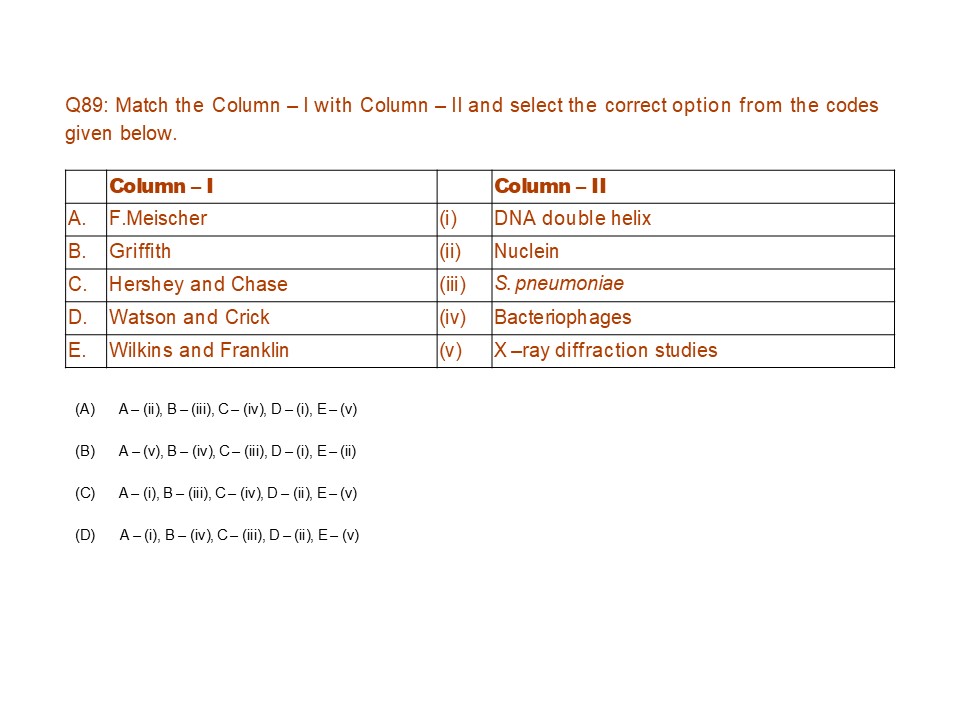 Q89: Match the Column – I with Column – II and select the correct option from the codes
given below.
Column – I Column – II
A. F.Meischer (i) DNA double helix
B. Griffith (ii) Nuclein
C. Hershey and Chase (iii) S. pneumoniae
D. Watson and Crick (iv) Bacteriophages
E. Wilkins and Franklin (v) X –ray diffraction studies
(A) A – (ii), B – (iii), C – (iv), D – (i), E – (v)
(B) A – (v), B – (iv), C – (iii), D – (i), E – (ii)
(C) A – (i), B – (iii), C – (iv), D – (ii), E – (v)
(D) A – (i), B – (iv), C – (iii), D – (ii), E – (v)